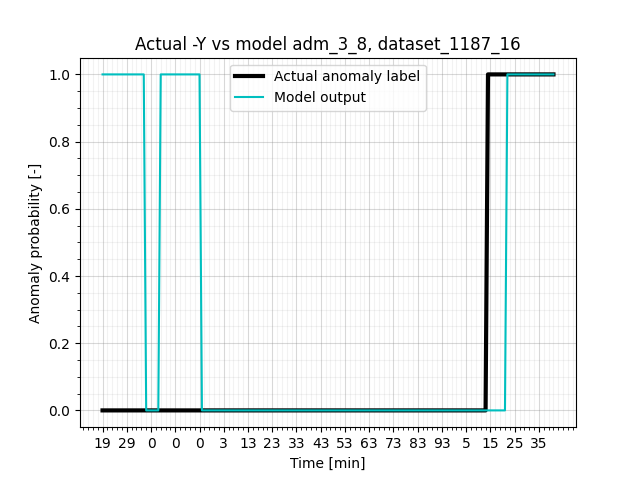 Actual -Y vs model adm_3_8, dataset_1187_16
Actual anomaly label
Model output
Anomaly probability [-]
1.0
0.8
0.6
0.4
0.2
0.0
19 29 0 0 0 3 13 23 33 43 53 63 73 83 93 5 15 25 35
Time [min]